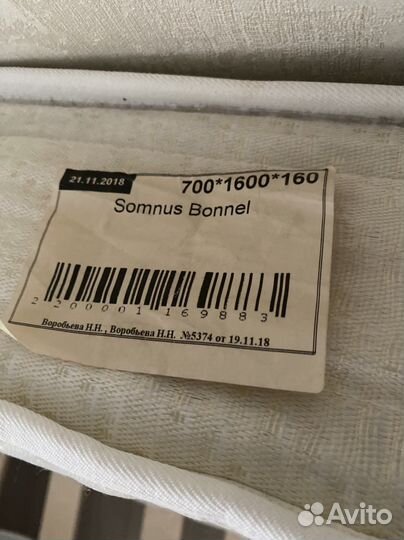 21.11.2018 700*1600*160
Somnus Bonnel
2200001169883
Воробьева Н.Н. , Воробьева Н.Н. №5374 от 19.11.18
Avito